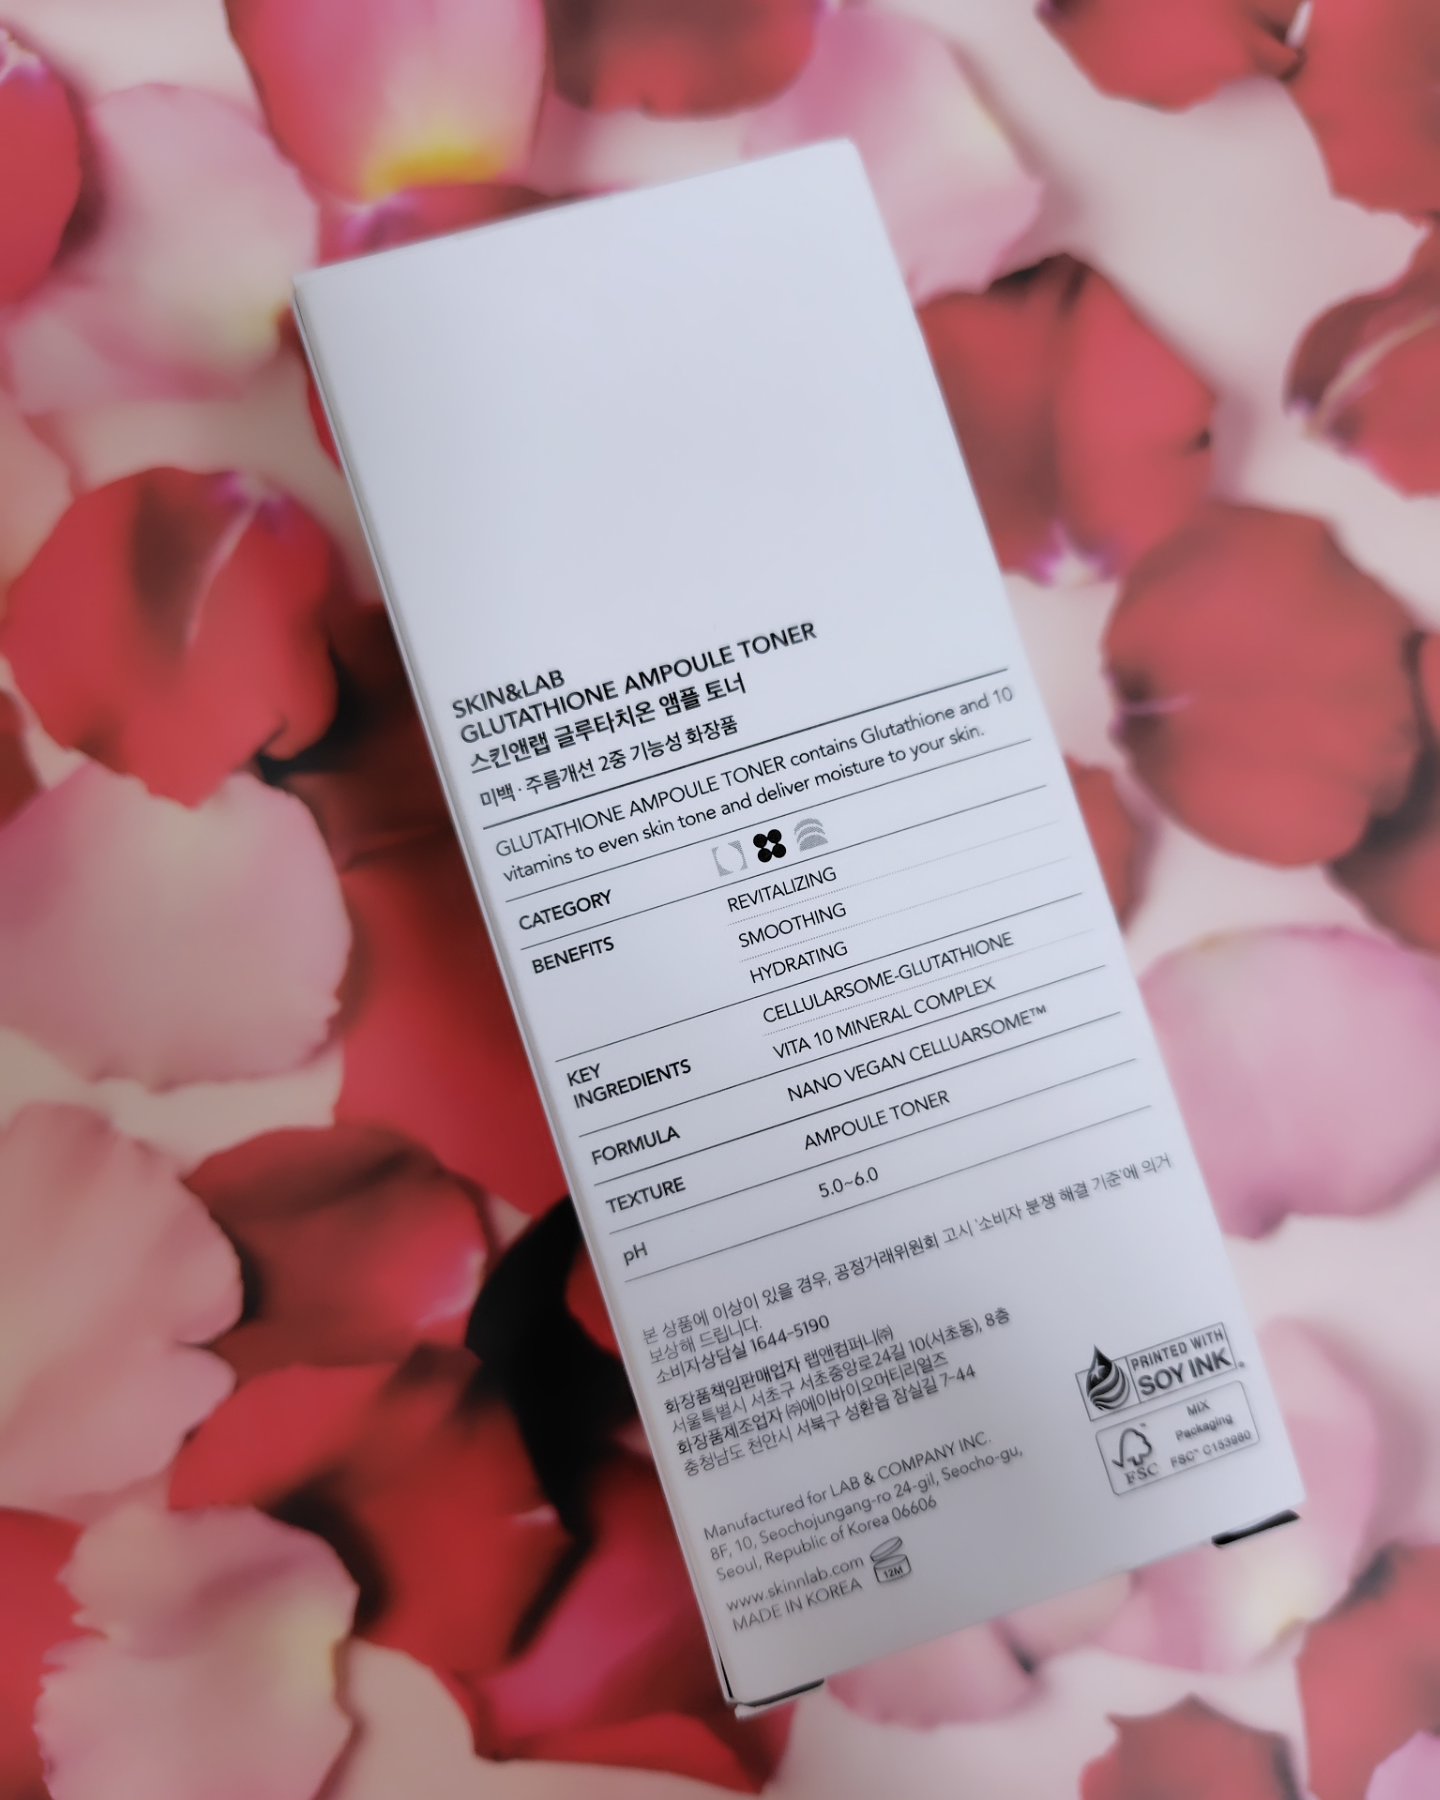 SKIN&LAB
GLUTATHIONE AMPOULE TONER
스킨앤랩 글루타치온 앰플 토너
미백·주름개선 2중 기능성 화장품
GLUTATHIONE AMPOULE TONER contains Glutathione and 10
vitamins to even skin tone and deliver moisture to your skin.
CATEGORY
BENEFITS
REVITALIZING
SMOOTHING
HYDRATING
KEY
INGREDIENTS
CELLULARSOME-GLUTATHIONE
VITA 10 MINERAL COMPLEX
FORMULA
NANO VEGAN CELLUARSOME™
TEXTURE
AMPOULE TONER
pH
5.0~6.0
본 상품에 이상이 있을 경우, 공정거래위원회 고시 '소비자 분쟁 해결 기준'에 의거
보상해 드립니다.
소비자상담실 1644-5190
화장품책임판매업자 랩앤컴퍼니㈜
서울특별시 서초구 서초중앙로24길 10(서초동), 8층
화장품제조업자 ㈜에이바이오머티리얼즈
충청남도 천안시 서북구 성환읍 잠실길 7-44
Manufactured for LAB & COMPANY INC.
8F, 10, Seochojungang-ro 24-gil, Seocho-gu,
Seoul, Republic of Korea 06606
www.skinnlab.com
MADE IN KOREA
12M
PRINTED WITH
SOY INK
FSC
MIX
Packaging
FSC™ C153980